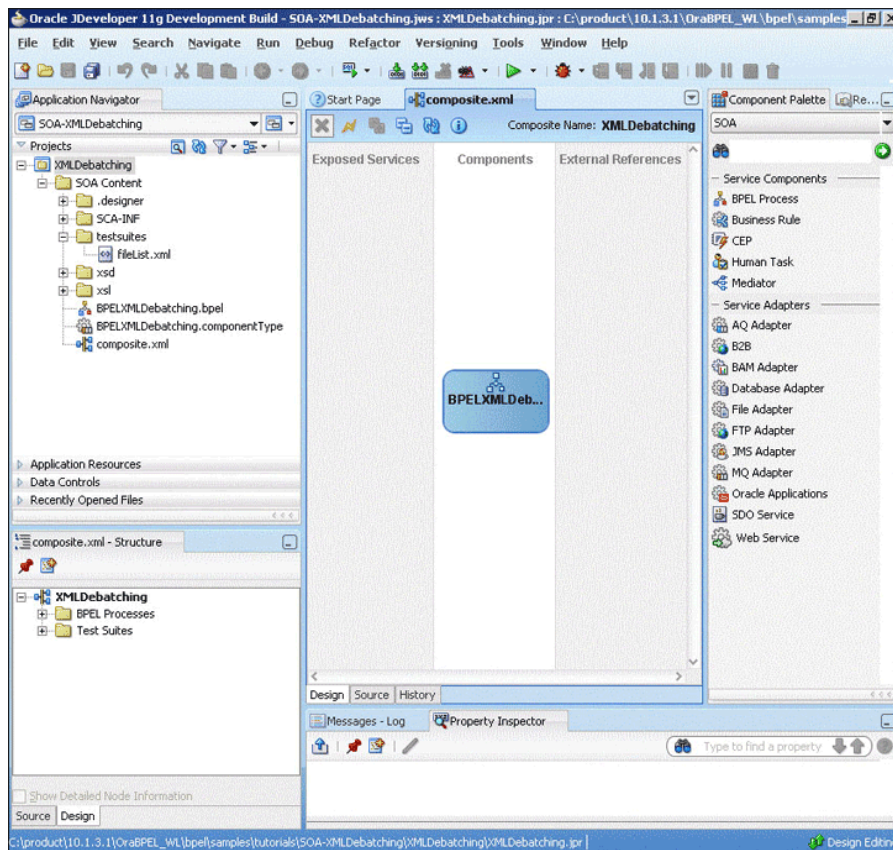 Oracle JDeveloper 11g Development Build - SOA-XMLDebatching.jws : XMLDebatching.jpr : C:\product\10.1.3.1\OraBPEL_WL\bpel\samples
File Edit View Search Navigate Run Debug Refactor Versioning Tools Window Help
Application Navigator
SOA-XMLDebatching
Projects
XMLDebatching
SOA Content
.designer
SCA-INF
testsuites
fileList.xml
xsd
xsl
BPELXMLDebatching.bpel
BPELXMLDebatching.componentType
composite.xml
Application Resources
Data Controls
Recently Opened Files
composite.xml - Structure
XMLDebatching
BPEL Processes
Test Suites
Show Detailed Node Information
Source Design
Start Page composite.xml
Composite Name: XMLDebatching
Exposed Services Components External References
BPELXMLDeb...
Design Source History
Messages - Log Property Inspector
Type to find a property
Component Palette Re...
SOA
Service Components
BPEL Process
Business Rule
CEP
Human Task
Mediator
Service Adapters
AQ Adapter
B2B
BAM Adapter
Database Adapter
File Adapter
FTP Adapter
JMS Adapter
MQ Adapter
Oracle Applications
SDO Service
Web Service
C:\product\10.1.3.1\OraBPEL_WL\bpel\samples\tutorials\SOA-XMLDebatching\XMLDebatching\XMLDebatching.jpr
Design Editin